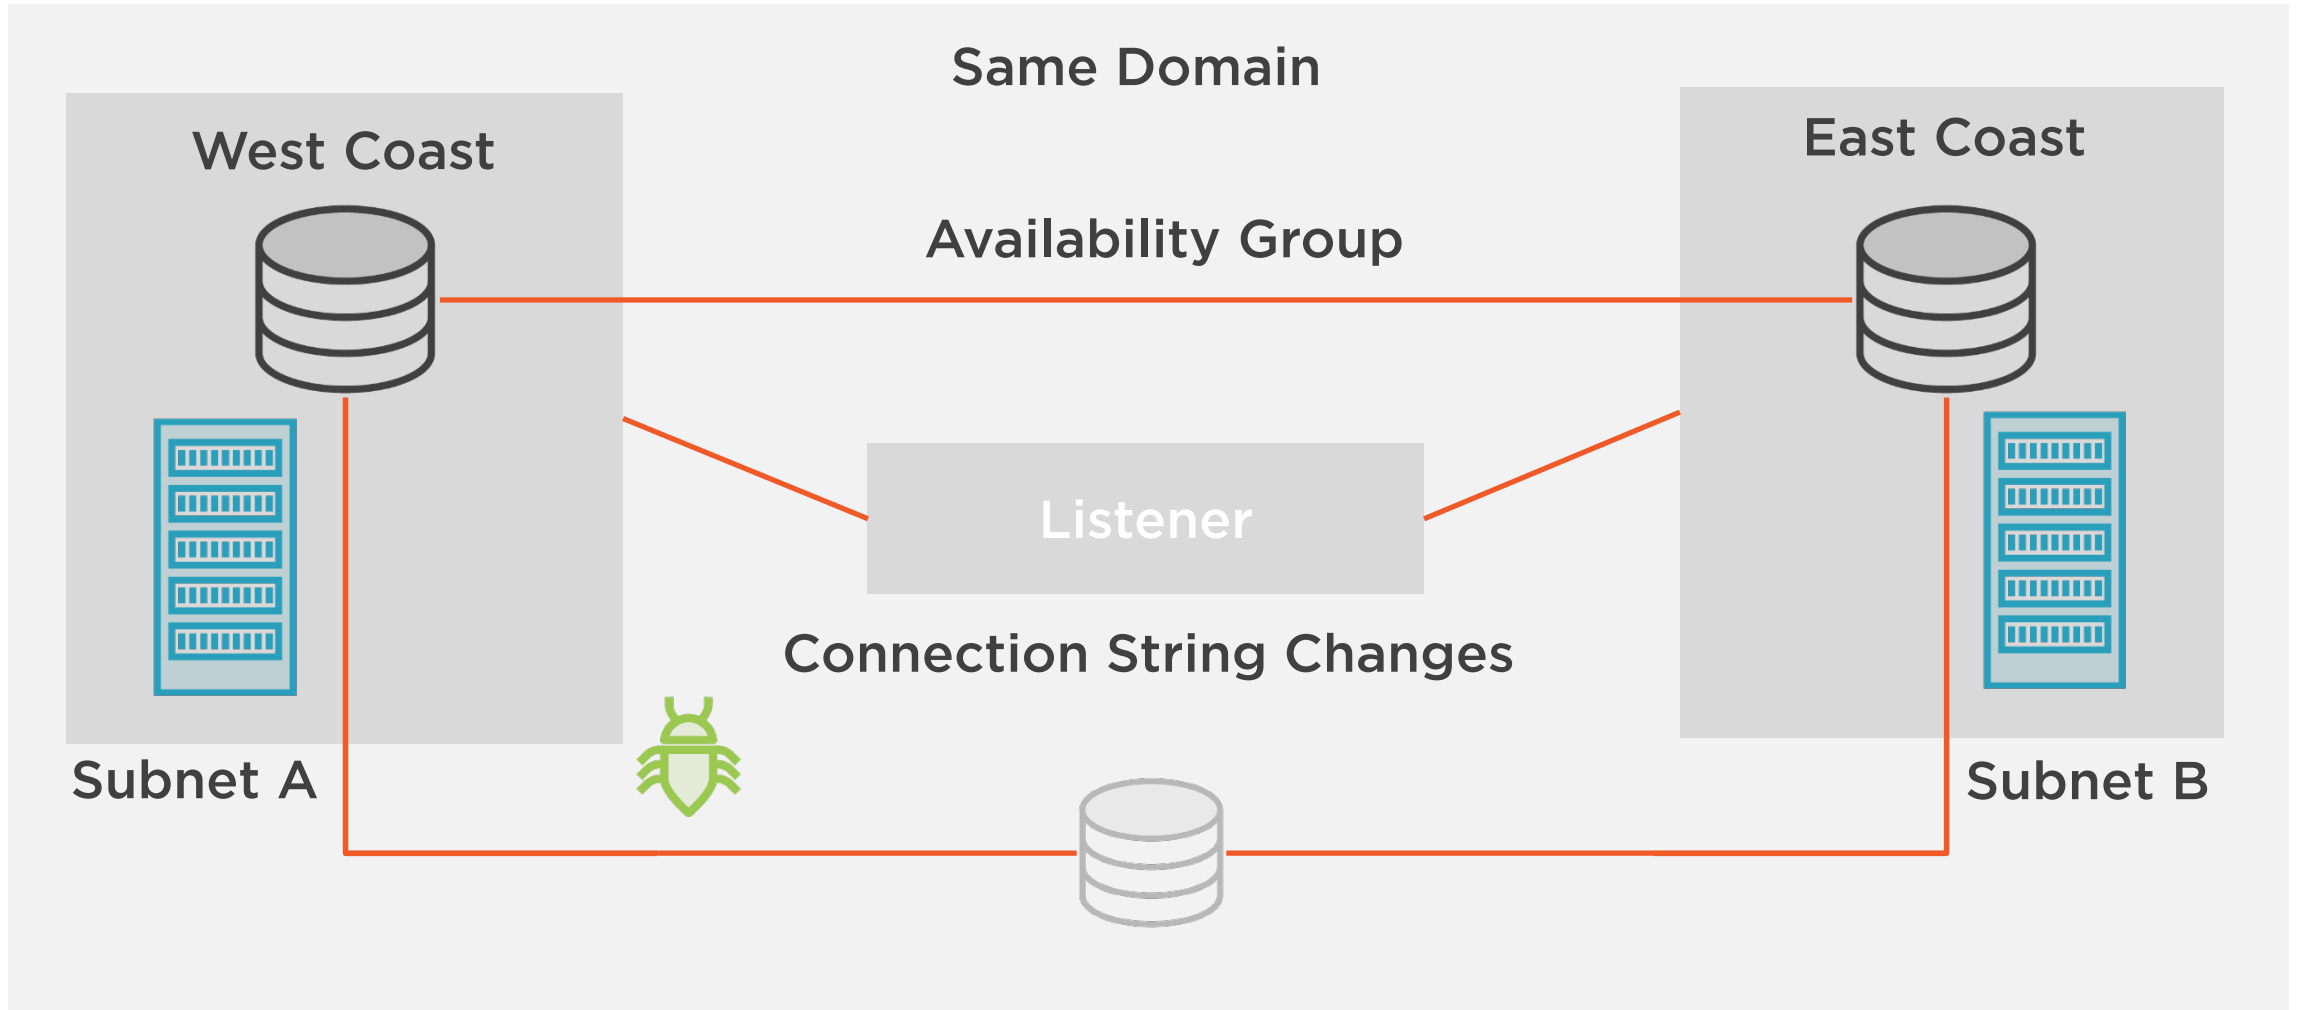 Same Domain
West Coast
East Coast
Availability Group
Listener
Connection String Changes
Subnet A
Subnet B